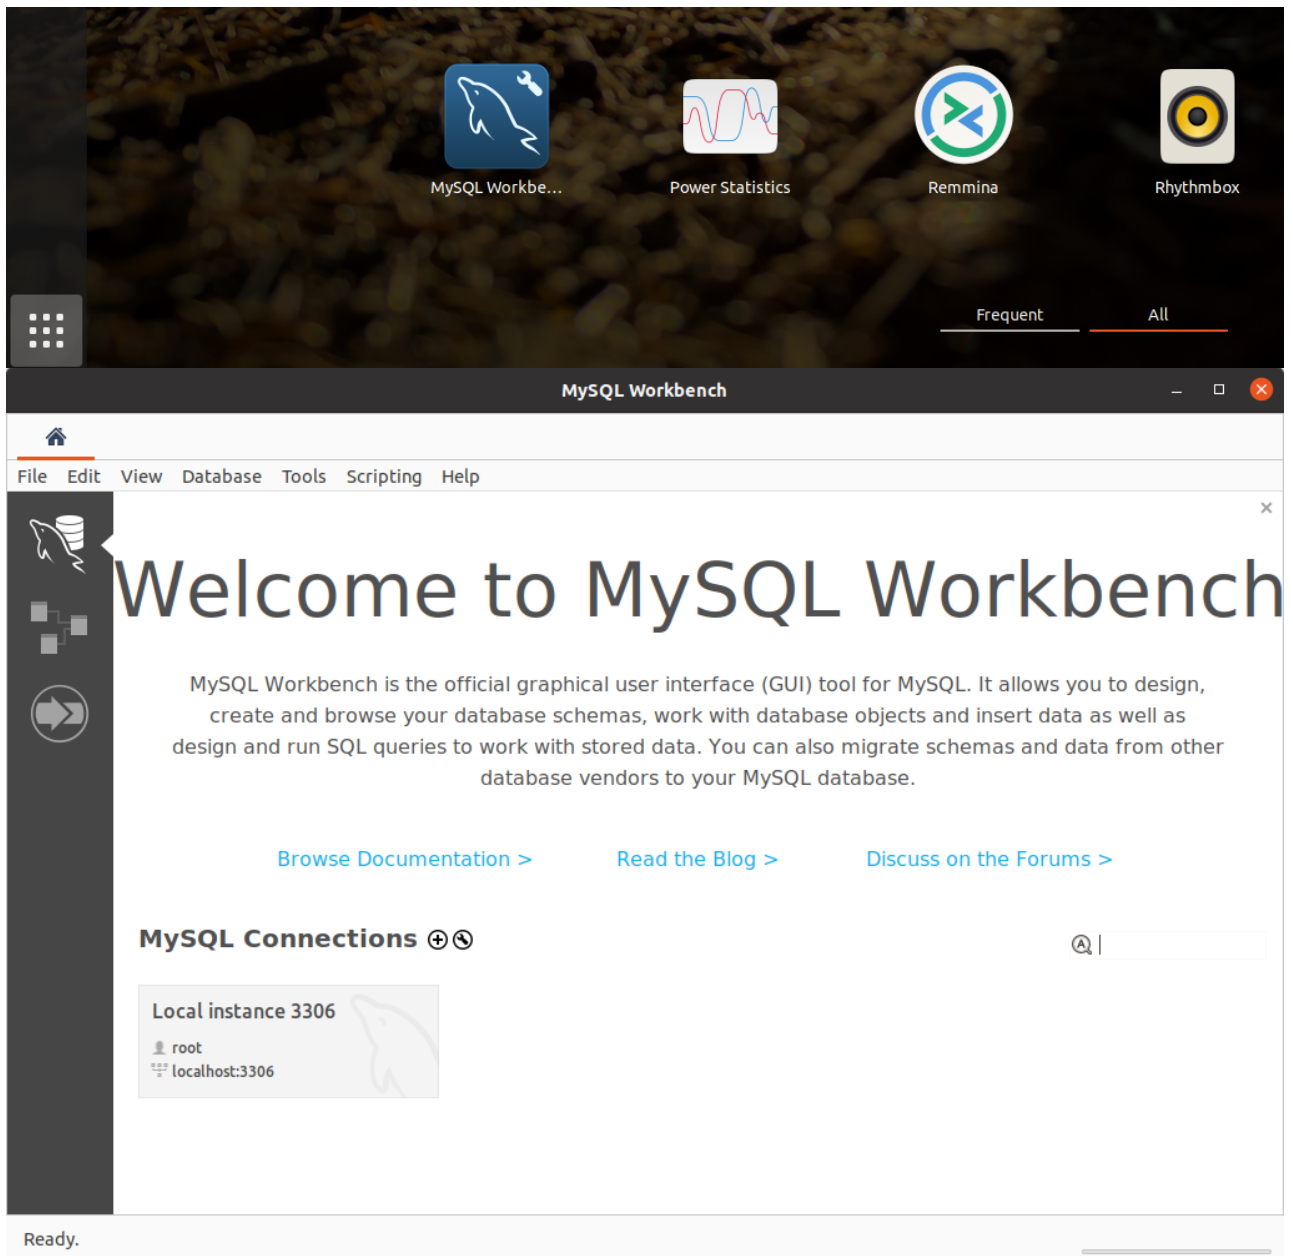 MySQL Workbe...
Power Statistics
Remmina
Rhythmbox
Frequent
All
MySQL Workbench
File Edit View Database Tools Scripting Help
Welcome to MySQL Workbench
MySQL Workbench is the official graphical user interface (GUI) tool for MySQL. It allows you to design,
create and browse your database schemas, work with database objects and insert data as well as
design and run SQL queries to work with stored data. You can also migrate schemas and data from other
database vendors to your MySQL database.
Browse Documentation >
Read the Blog >
Discuss on the Forums >
MySQL Connections
Local instance 3306
root
localhost:3306
Ready.